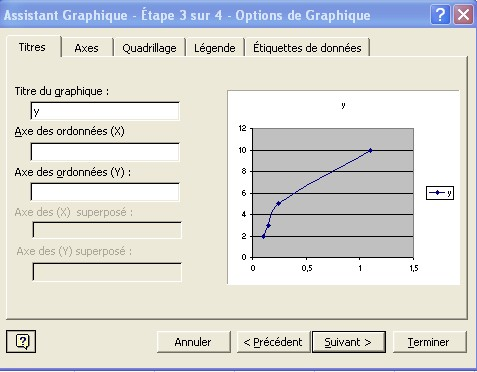 Assistant Graphique - Étape 3 sur 4 - Options de Graphique
Titres Axes Quadrillage Légende Étiquettes de données
Titre du graphique :
y
Axe des ordonnées (X)
Axe des ordonnées (Y) :
Axe des (X) superposé :
Axe des (Y) superposé :
y
12
10
8
6
4
2
0
0 0,5 1 1,5
y
Annuler < Précédent Suivant > Terminer